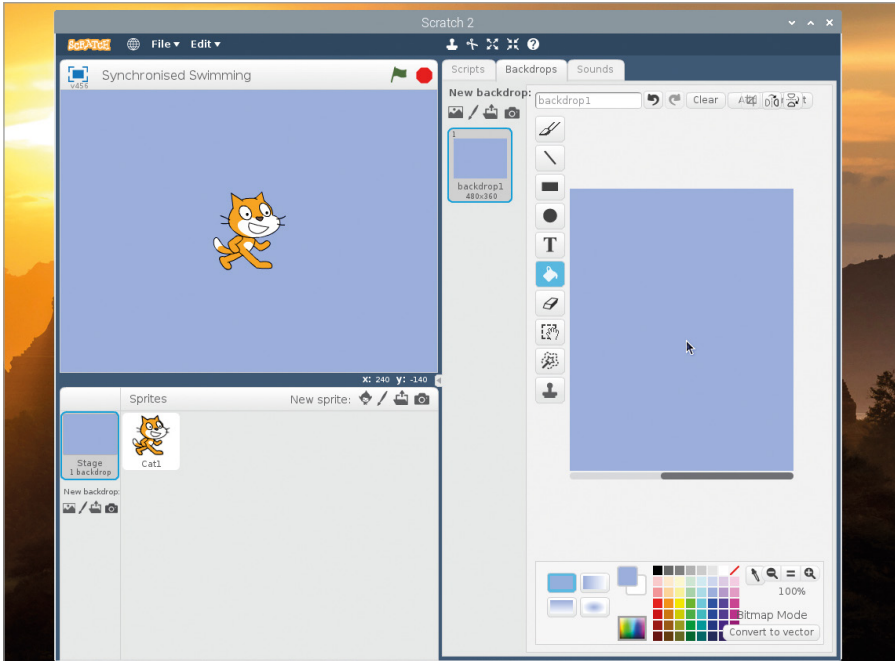 Scratch 2
SCRATCH File Edit
Synchronised Swimming
v456
Scripts Backdrops Sounds
New backdrop:
backdrop1
Clear
1
backdrop1
480x360
T
x: 240 y: -140
Sprites New sprite:
Stage
1 backdrop
Cat1
New backdrop:
100%
Bitmap Mode
Convert to vector